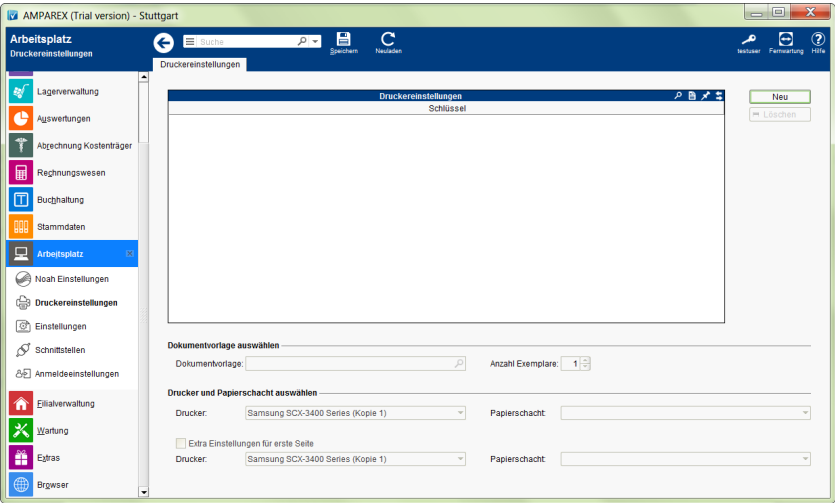 AMPAREX (Trial version) - Stuttgart
Arbeitsplatz
Druckereinstellungen
Suche
Speichern
Neuladen
testuser
Fernwartung
Hilfe
Druckereinstellungen
Lagerverwaltung
Auswertungen
Abrechnung Kostenträger
Rechnungswesen
Buchhaltung
Stammdaten
Arbeitsplatz
Noah Einstellungen
Druckereinstellungen
Einstellungen
Schnittstellen
Anmeldeeinstellungen
Filialverwaltung
Wartung
Extras
Browser
Druckereinstellungen
Schlüssel
Neu
Löschen
Dokumentvorlage auswählen
Dokumentvorlage: Anzahl Exemplare: 1
Drucker und Papierschacht auswählen
Drucker: Samsung SCX-3400 Series (Kopie 1) Papierschacht:
Extra Einstellungen für erste Seite
Drucker: Samsung SCX-3400 Series (Kopie 1) Papierschacht: